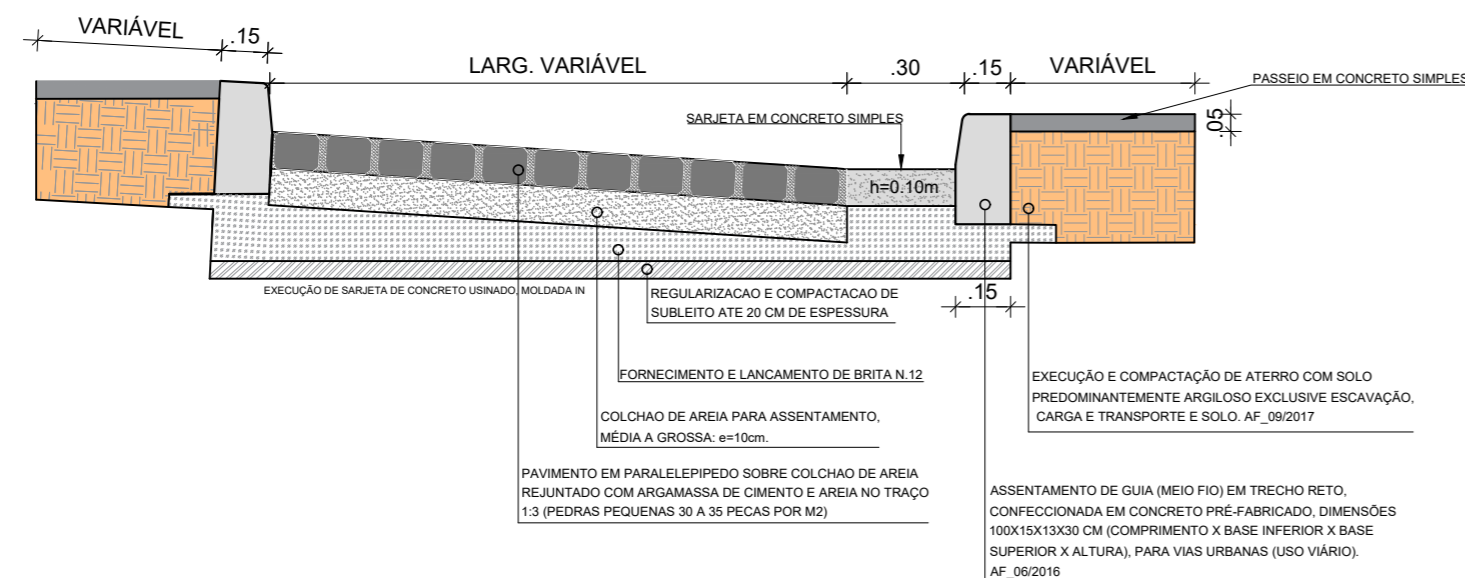 VARIÁVEL
.15
LARG. VARIÁVEL
.30
.15
VARIÁVEL
PASSEIO EM CONCRETO SIMPLES
.05
SARJETA EM CONCRETO SIMPLES
h=0.10m
EXECUÇÃO DE SARJETA DE CONCRETO USINADO, MOLDADA IN
.15
REGULARIZACAO E COMPACTACAO DE
SUBLEITO ATE 20 CM DE ESPESSURA
FORNECIMENTO E LANCAMENTO DE BRITA N.12
COLCHAO DE AREIA PARA ASSENTAMENTO,
MÉDIA A GROSSA: e=10cm.
PAVIMENTO EM PARALELEPIPEDO SOBRE COLCHAO DE AREIA
REJUNTADO COM ARGAMASSA DE CIMENTO E AREIA NO TRAÇO
1:3 (PEDRAS PEQUENAS 30 A 35 PECAS POR M2)
EXECUÇÃO E COMPACTAÇÃO DE ATERRO COM SOLO
PREDOMINANTEMENTE ARGILOSO EXCLUSIVE ESCAVAÇÃO,
CARGA E TRANSPORTE E SOLO. AF_09/2017
ASSENTAMENTO DE GUIA (MEIO FIO) EM TRECHO RETO,
CONFECCIONADA EM CONCRETO PRÉ-FABRICADO, DIMENSÕES
100X15X13X30 CM (COMPRIMENTO X BASE INFERIOR X BASE
SUPERIOR X ALTURA), PARA VIAS URBANAS (USO VIÁRIO).
AF_06/2016